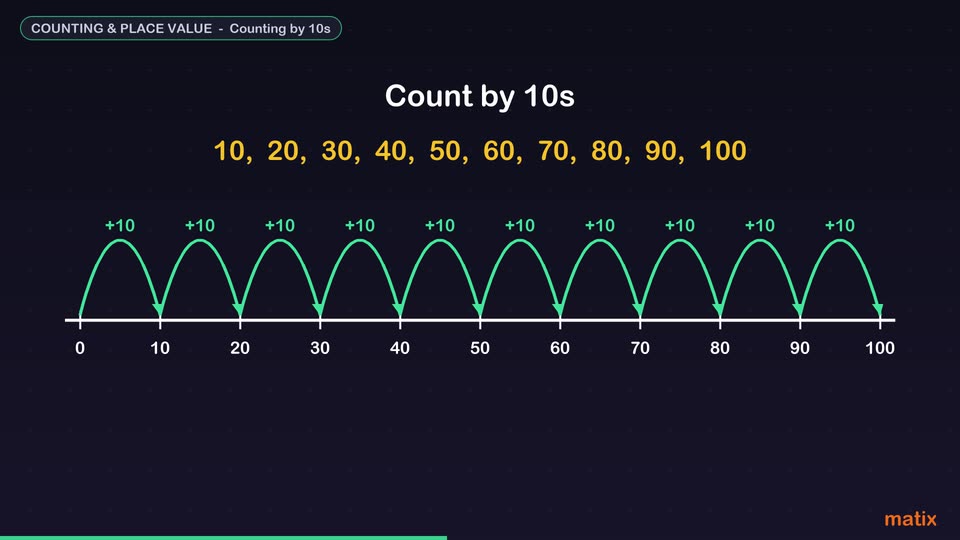 COUNTING & PLACE VALUE - Counting by 10s
Count by 10s
10, 20, 30, 40, 50, 60, 70, 80, 90, 100
+10 +10 +10 +10 +10 +10 +10 +10 +10 +10
0 10 20 30 40 50 60 70 80 90 100
matix